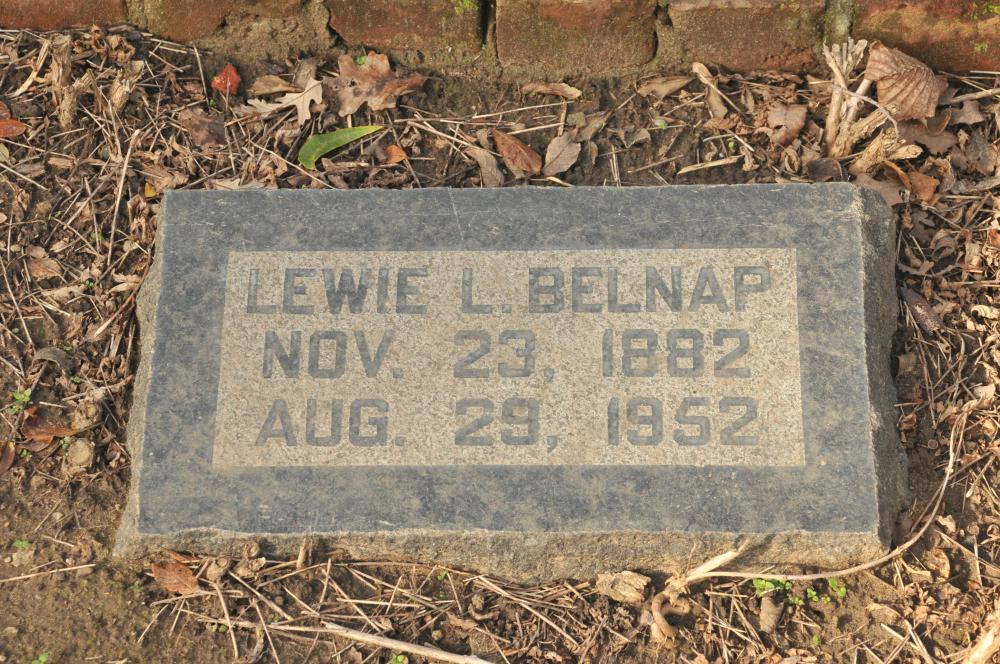 LEWIE L. BELNAP
NOV. 23, 1882
AUG. 29, 1952